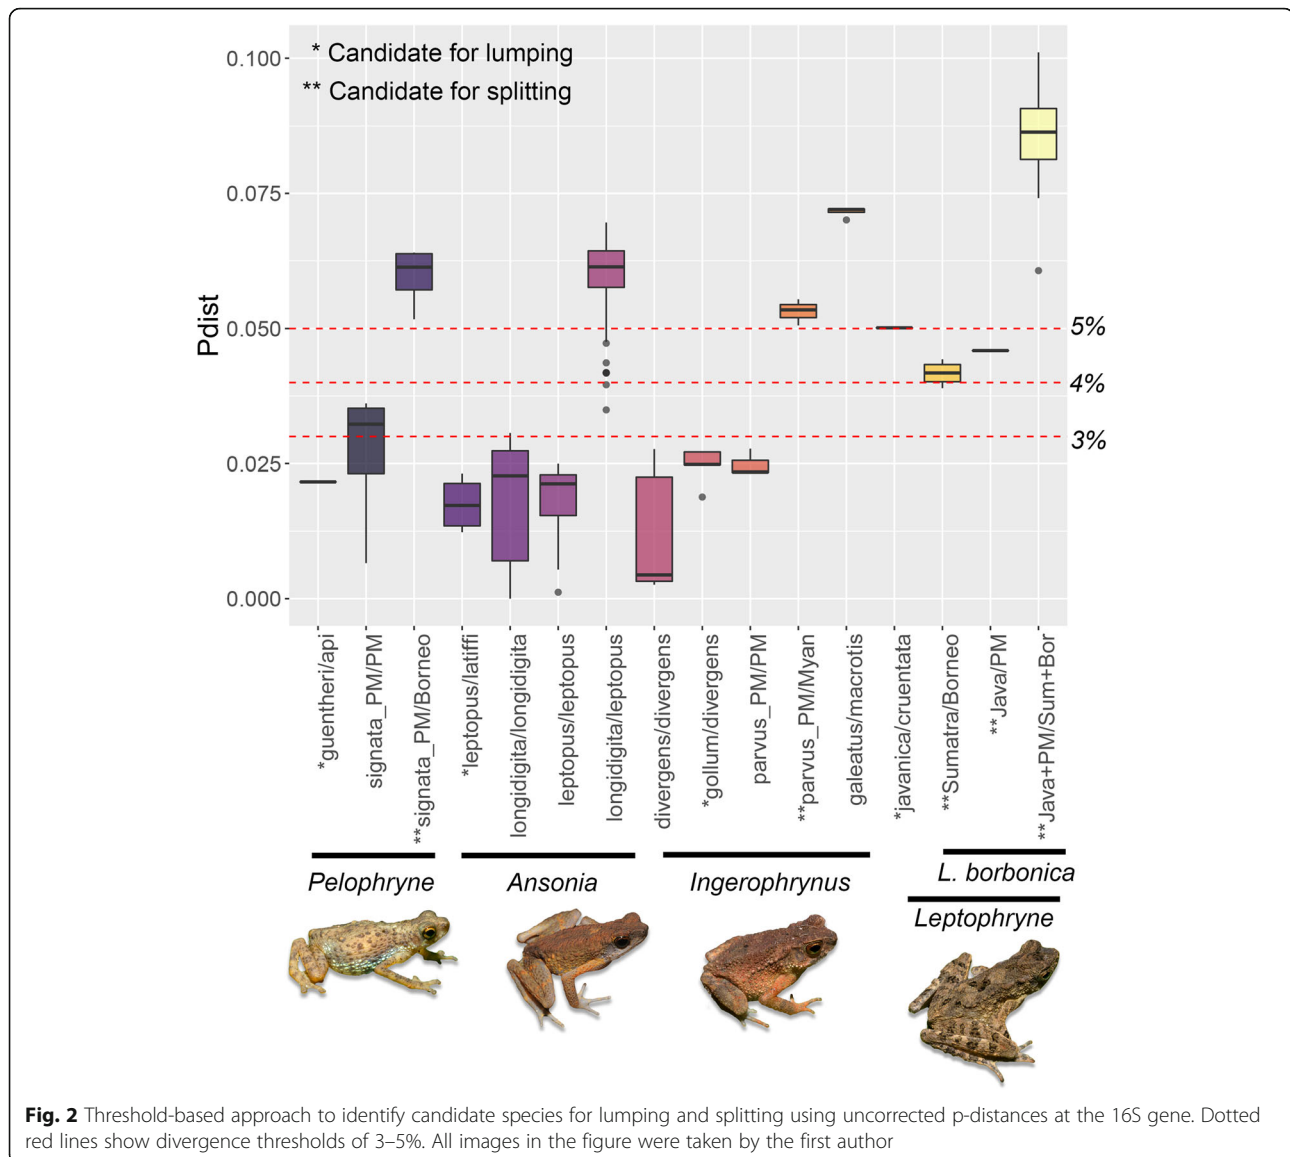 * Candidate for lumping
** Candidate for splitting
Pdist
0.100
0.075
0.050
0.025
0.000
5%
4%
3%
*guentheri/api
signata_PM/PM
**signata_PM/Borneo
*leptopus/latiffi
longidigita/longidigita
leptopus/leptopus
longidigita/leptopus
divergens/divergens
*gollum/divergens
parvus_PM/PM
**parvus_PM/Myan
galeatus/macrotis
*javanica/cruentata
**Sumatra/Borneo
**Java/PM
**Java+PM/Sum+Bor
Pelophryne
Ansonia
Ingerophrynus
L. borbonica
Leptophryne
Fig. 2 Threshold-based approach to identify candidate species for lumping and splitting using uncorrected p-distances at the 16S gene. Dotted
red lines show divergence thresholds of 3–5%. All images in the figure were taken by the first author